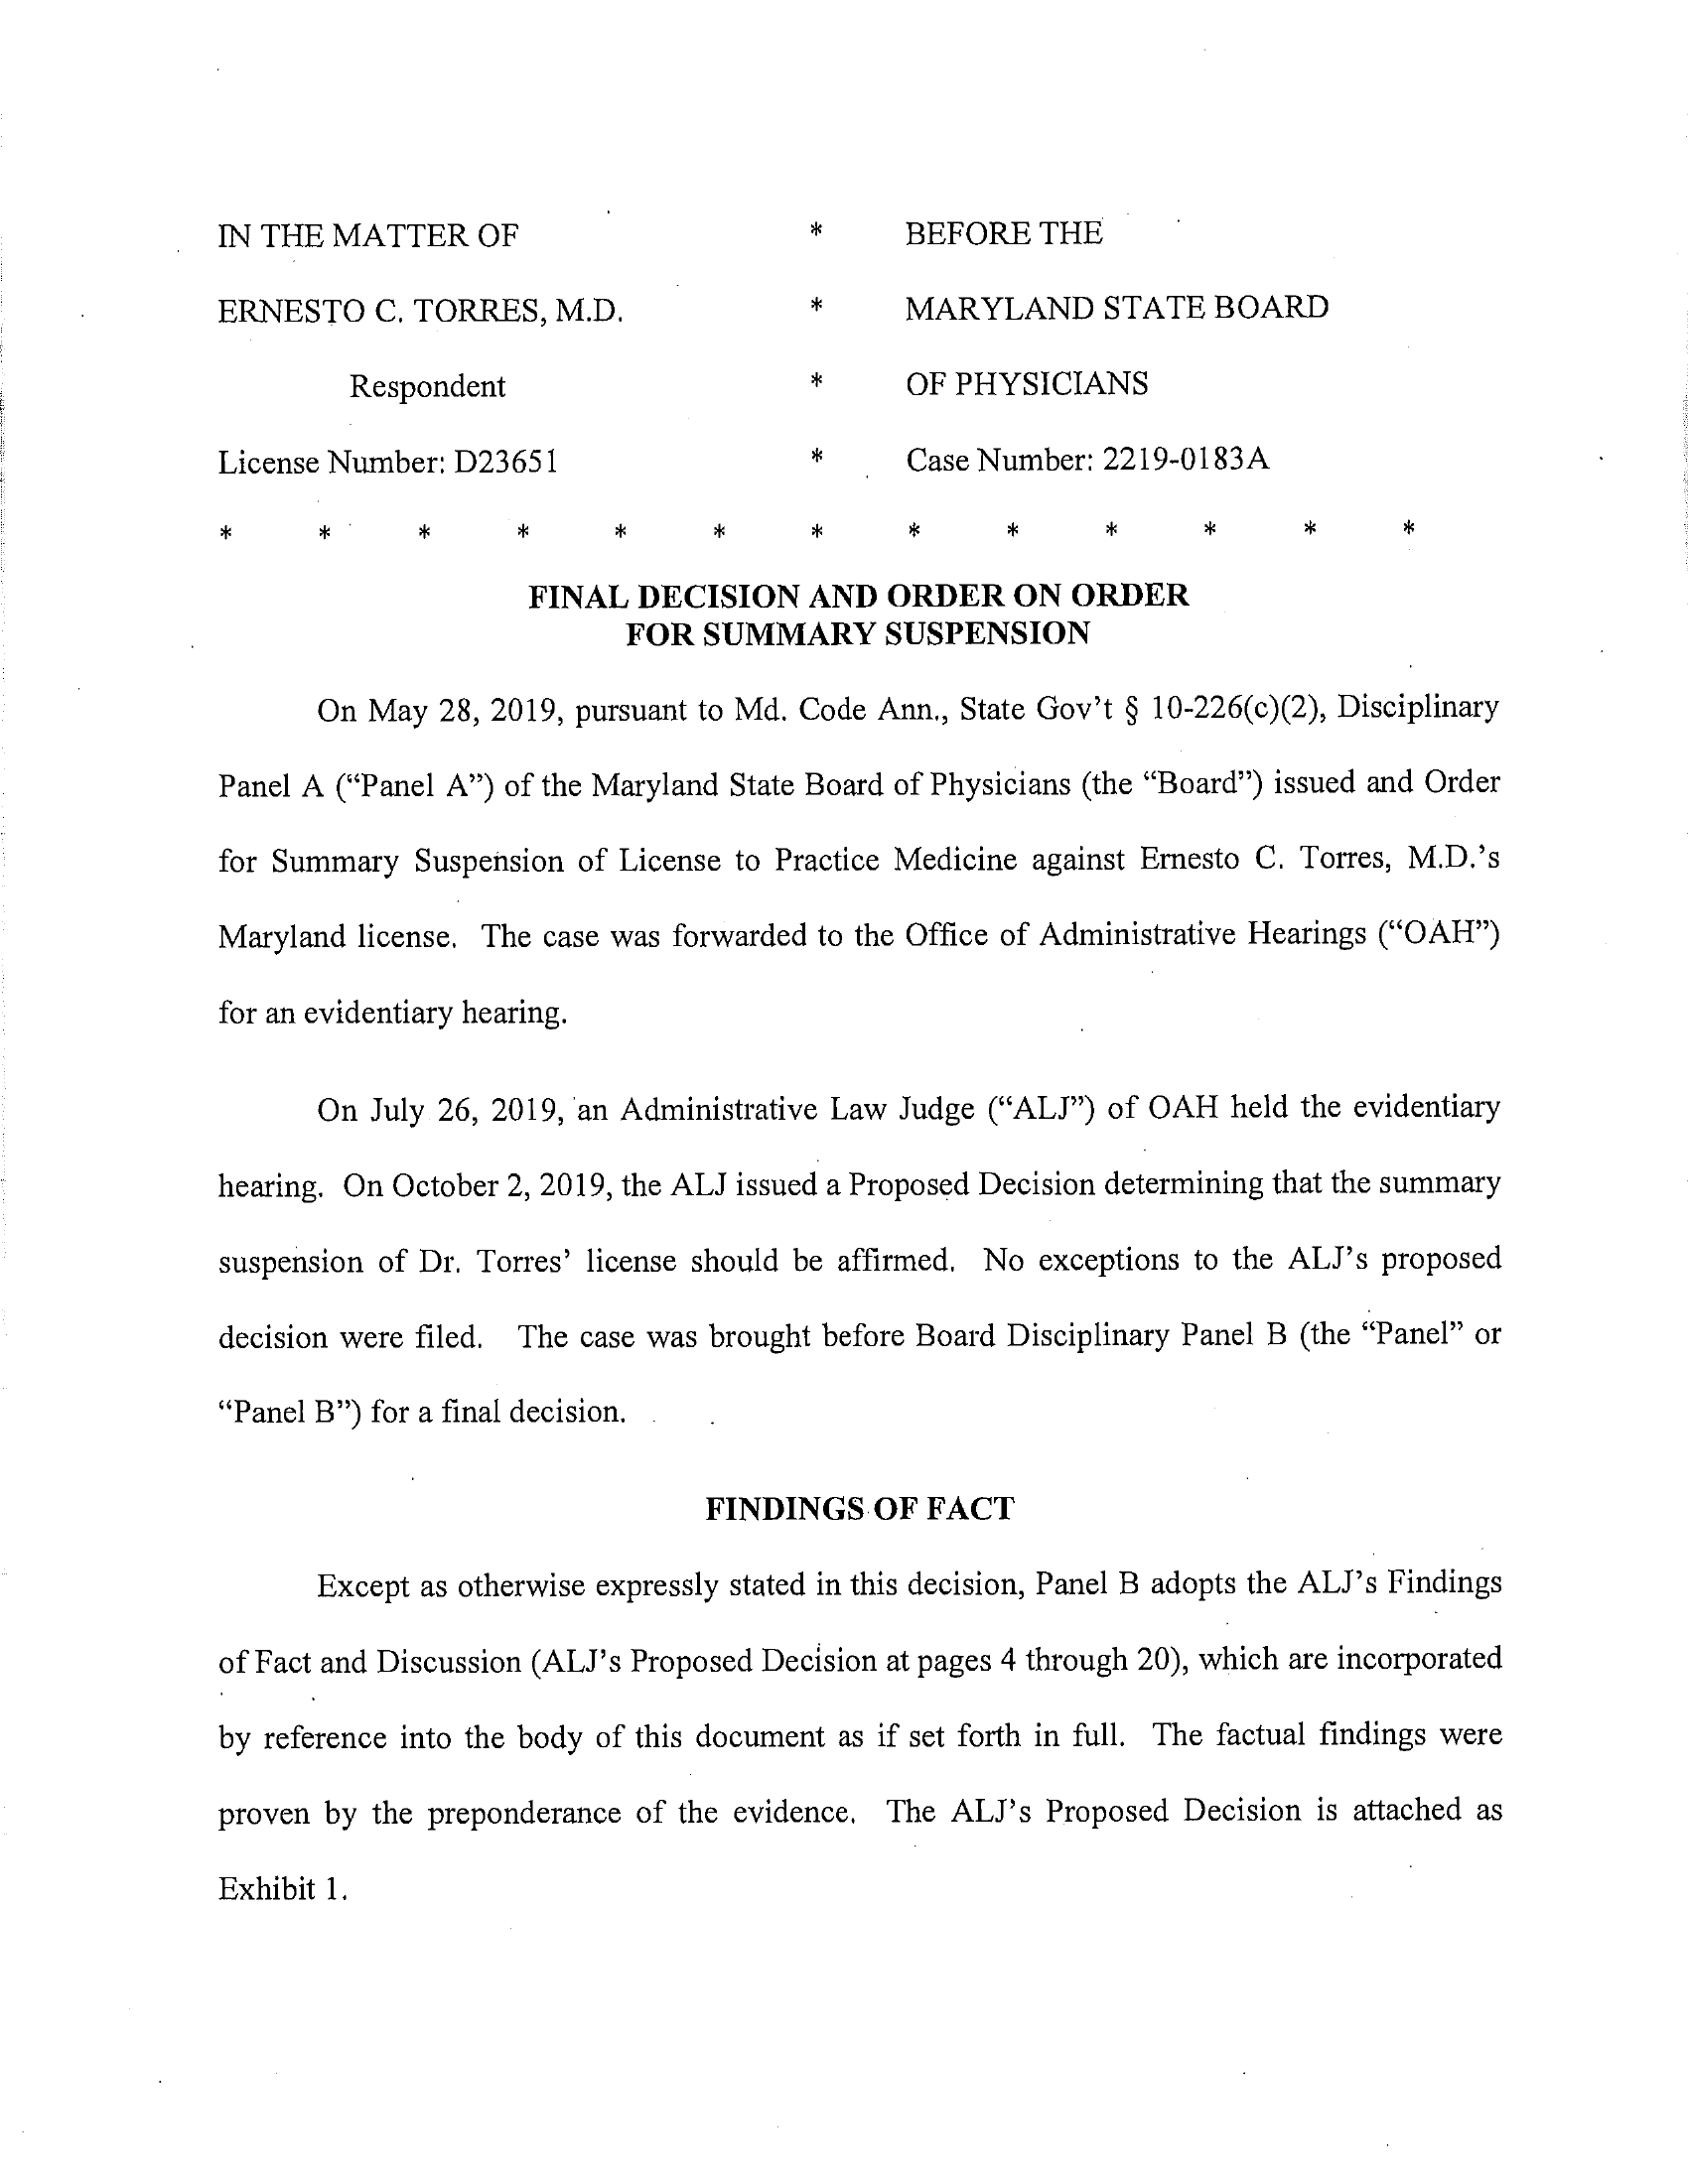 IN THE MATTER OF * BEFORE THE
ERNESTO C. TORRES, M.D. * MARYLAND STATE BOARD
Respondent * OF PHYSICIANS
License Number: D23651 * Case Number: 2219-0183A
* * * * * * * * * * * * *
FINAL DECISION AND ORDER ON ORDER
FOR SUMMARY SUSPENSION
On May 28, 2019, pursuant to Md. Code Ann., State Gov’t § 10-226(c)(2), Disciplinary
Panel A (“Panel A”) of the Maryland State Board of Physicians (the “Board”) issued and Order
for Summary Suspension of License to Practice Medicine against Ernesto C. Torres, M.D.’s
Maryland license. The case was forwarded to the Office of Administrative Hearings (“OAH”)
for an evidentiary hearing.
On July 26, 2019, an Administrative Law Judge (“ALJ”) of OAH held the evidentiary
hearing. On October 2, 2019, the ALJ issued a Proposed Decision determining that the summary
suspension of Dr. Torres’ license should be affirmed. No exceptions to the ALJ’s proposed
decision were filed. The case was brought before Board Disciplinary Panel B (the “Panel” or
“Panel B”) for a final decision.
FINDINGS OF FACT
Except as otherwise expressly stated in this decision, Panel B adopts the ALJ’s Findings
of Fact and Discussion (ALJ’s Proposed Decision at pages 4 through 20), which are incorporated
by reference into the body of this document as if set forth in full. The factual findings were
proven by the preponderance of the evidence. The ALJ’s Proposed Decision is attached as
Exhibit 1.